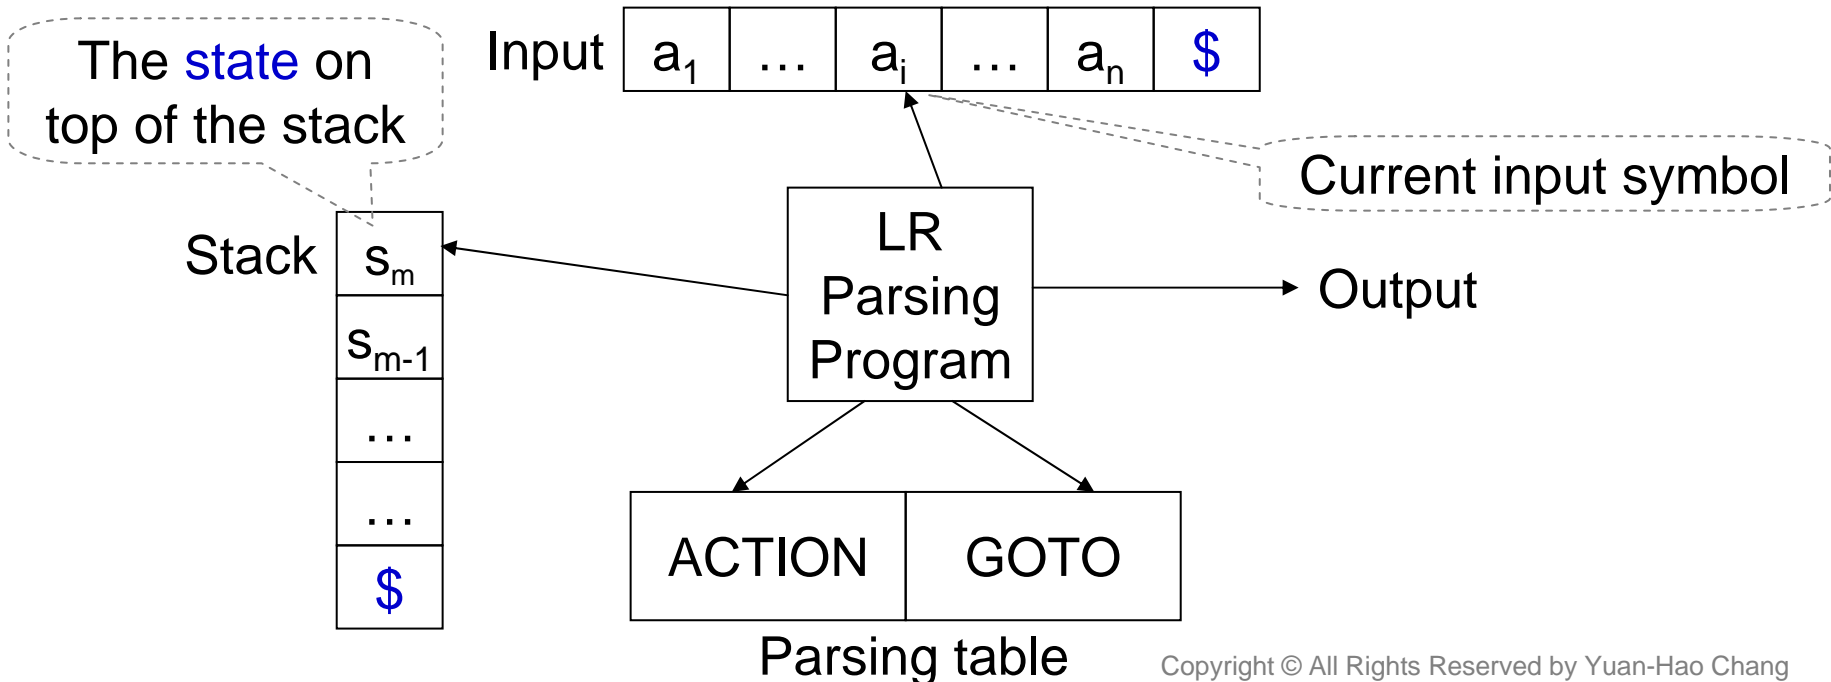 The state on
top of the stack
Input a₁ … aᵢ … aₙ $
Current input symbol
Stack
sₘ
sₘ₋₁
…
…
$
LR
Parsing
Program
Output
ACTION GOTO
Parsing table
Copyright © All Rights Reserved by Yuan-Hao Chang